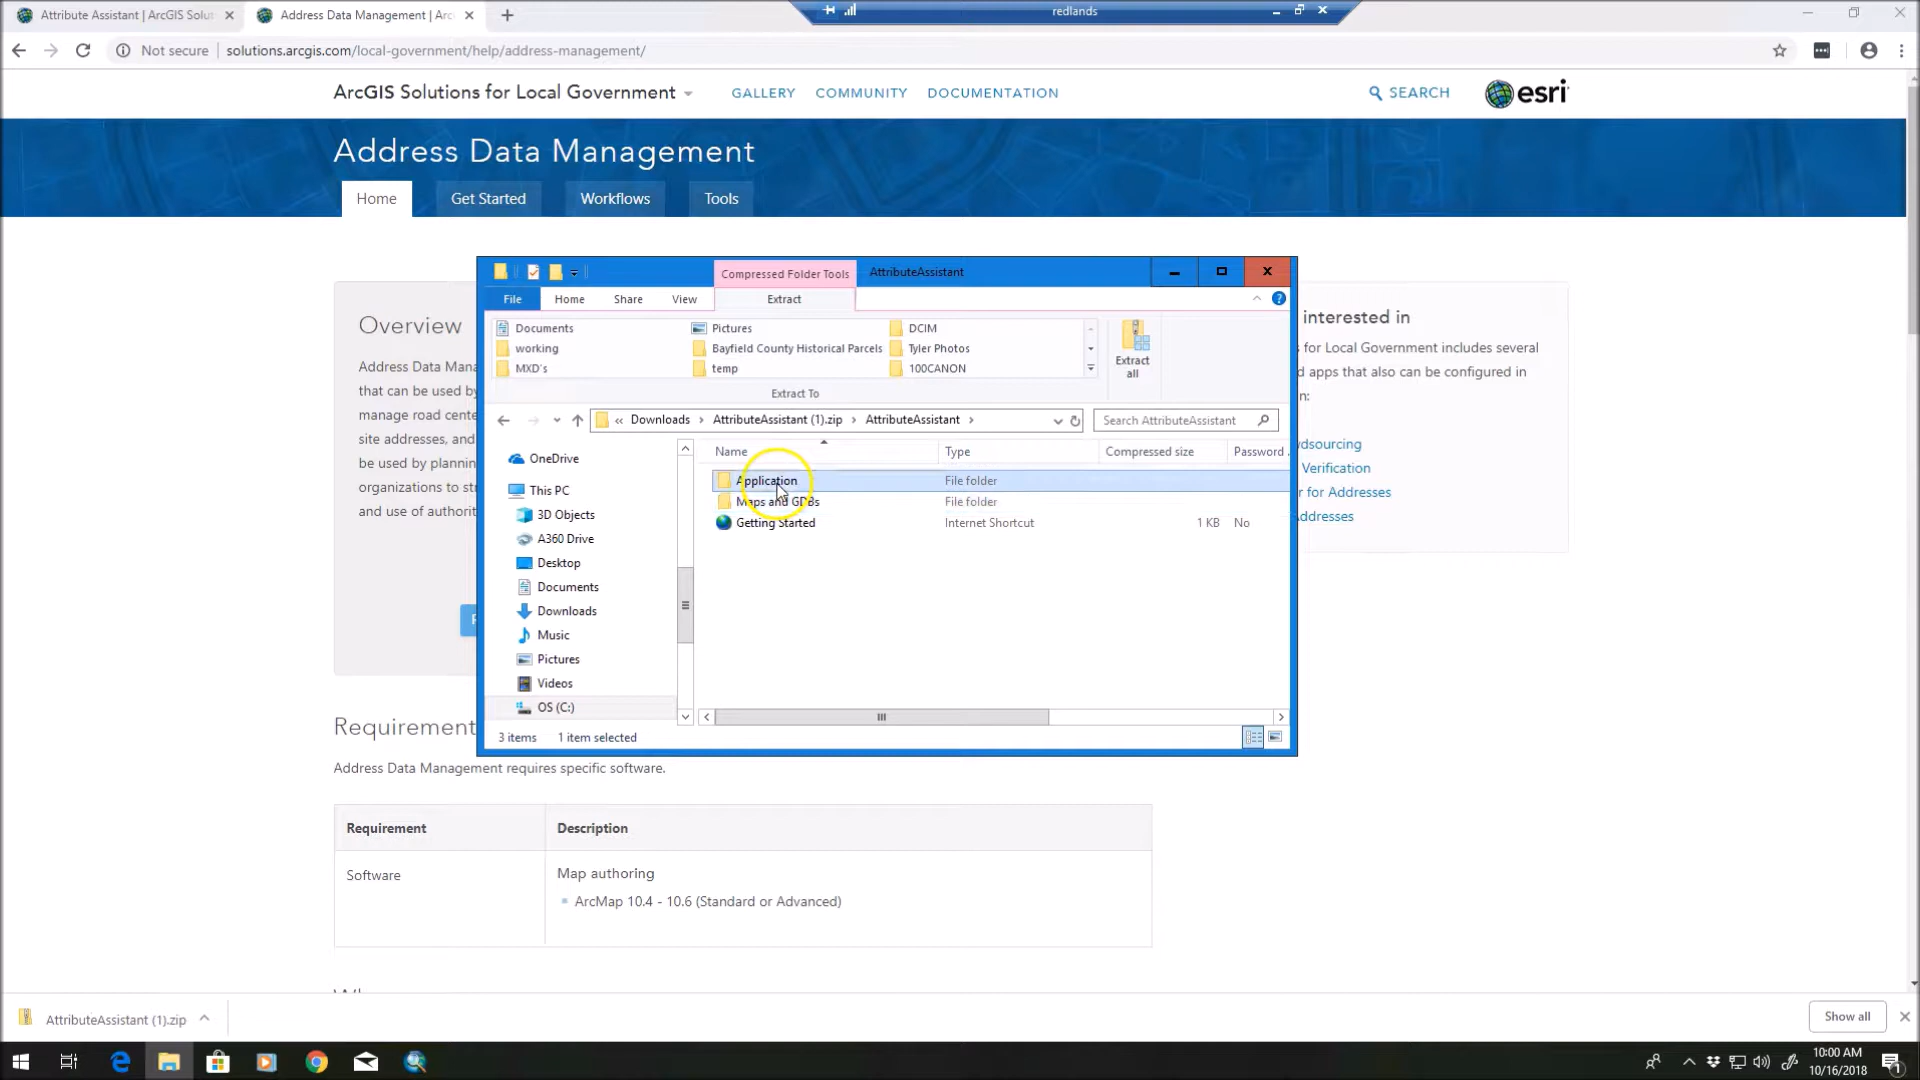 Attribute Assistant | ArcGIS Solut
Address Data Management | Arc
redlands
Not secure
solutions.arcgis.com/local-government/help/address-management/
ArcGIS Solutions for Local Government
GALLERY
COMMUNITY
DOCUMENTATION
SEARCH
esri
Address Data Management
Home
Get Started
Workflows
Tools
Compressed Folder Tools
AttributeAssistant
File
Home
Share
View
Extract
Documents
Pictures
DCIM
working
Bayfield County Historical Parcels
Tyler Photos
MXD's
temp
100CANON
Extract
all
Extract To
« Downloads › AttributeAssistant (1).zip › AttributeAssistant ›
Search AttributeAssistant
Name
Type
Compressed size
Password
OneDrive
This PC
3D Objects
A360 Drive
Desktop
Documents
Downloads
Music
Pictures
Videos
OS (C:)
Application
File folder
Maps and GDBs
File folder
Getting Started
Internet Shortcut
1 KB
No
3 items
1 item selected
Overview
Address Data Mana
that can be used by
manage road cente
site addresses, and
be used by planning
organizations to str
and use of authorit
interested in
s for Local Government includes several
d apps that also can be configured in
n:
wdsourcing
Verification
r for Addresses
Addresses
Requirement
Address Data Management requires specific software.
Requirement
Description
Software
Map authoring
ArcMap 10.4 - 10.6 (Standard or Advanced)
AttributeAssistant (1).zip
Show all
10:00 AM
10/16/2018
1